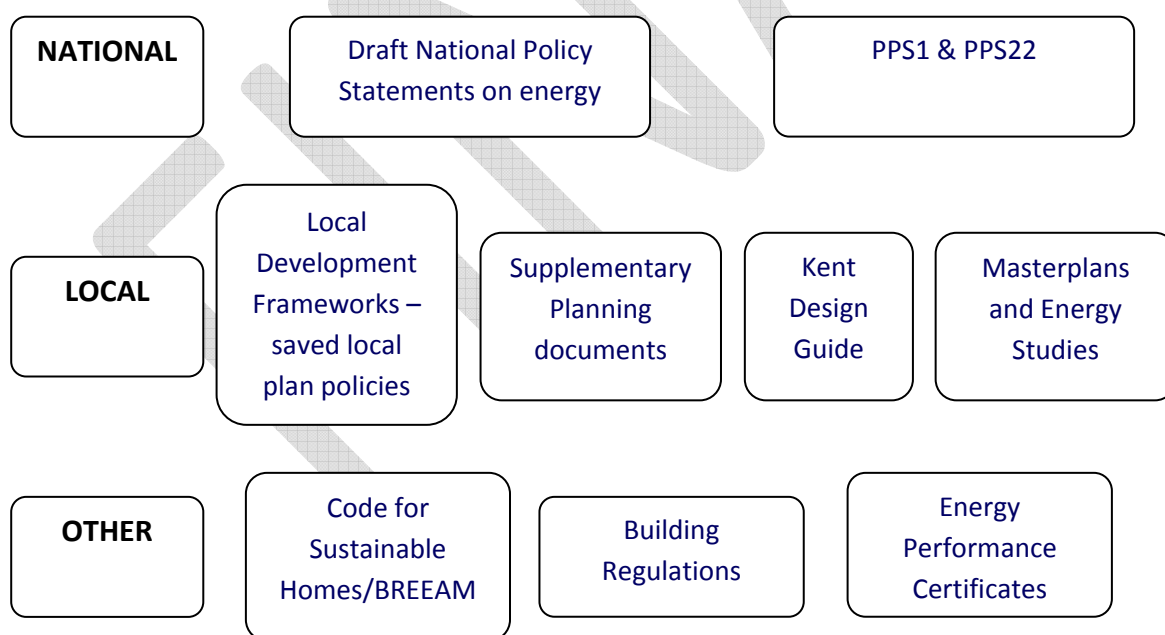 NATIONAL
Draft National Policy
Statements on energy
PPS1 & PPS22
LOCAL
Local
Development
Frameworks –
saved local
plan policies
Supplementary
Planning
documents
Kent
Design
Guide
Masterplans
and Energy
Studies
OTHER
Code for
Sustainable
Homes/BREEAM
Building
Regulations
Energy
Performance
Certificates